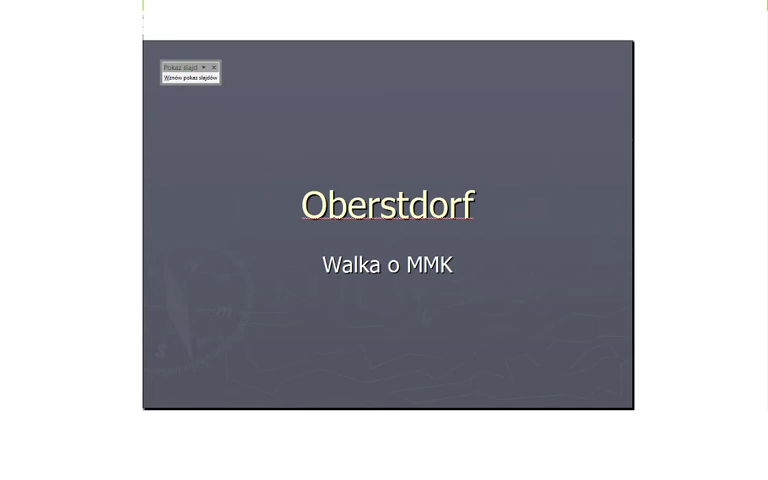 Pokaz slajd
Wznów pokaz slajdów
Oberstdorf
Walka o MMK
m
s